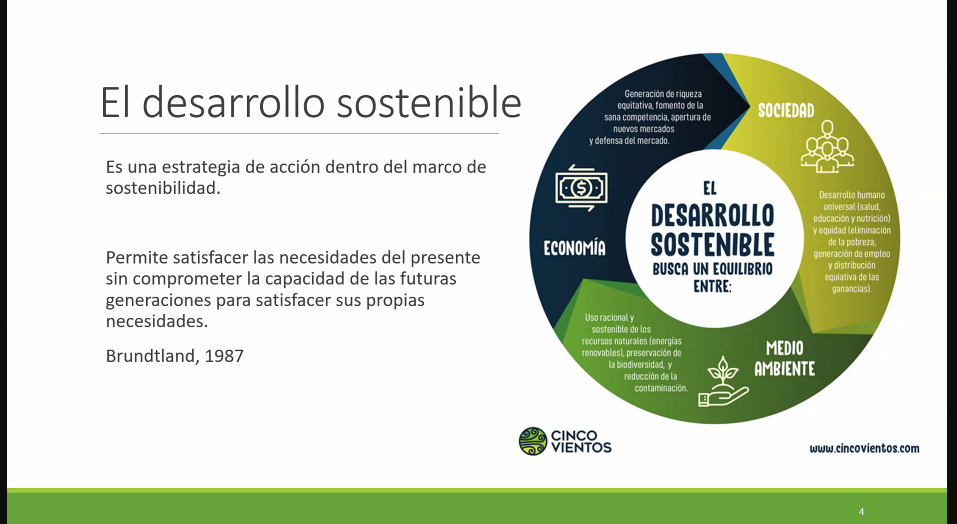 El desarrollo sostenible
Es una estrategia de acción dentro del marco de
sostenibilidad.
Permite satisfacer las necesidades del presente
sin comprometer la capacidad de las futuras
generaciones para satisfacer sus propias
necesidades.
Brundtland, 1987
Generación de riqueza
equitativa, fomento de la
sana competencia, apertura de
nuevos mercados
y defensa del mercado.
ECONOMÍA
SOCIEDAD
Desarrollo humano
universal (salud,
educación y nutrición)
y equidad (eliminación
de la pobreza,
generación de empleo
y distribución
equiativa de las
ganancias).
EL
DESARROLLO
SOSTENIBLE
BUSCA UN EQUILIBRIO
ENTRE:
Uso racional y
sostenible de los
recursos naturales (energías
renovables), preservación de
la biodiversidad, y
reducción de la
contaminación.
MEDIO
AMBIENTE
CINCO
VIENTOS
www.cincovientos.com
4